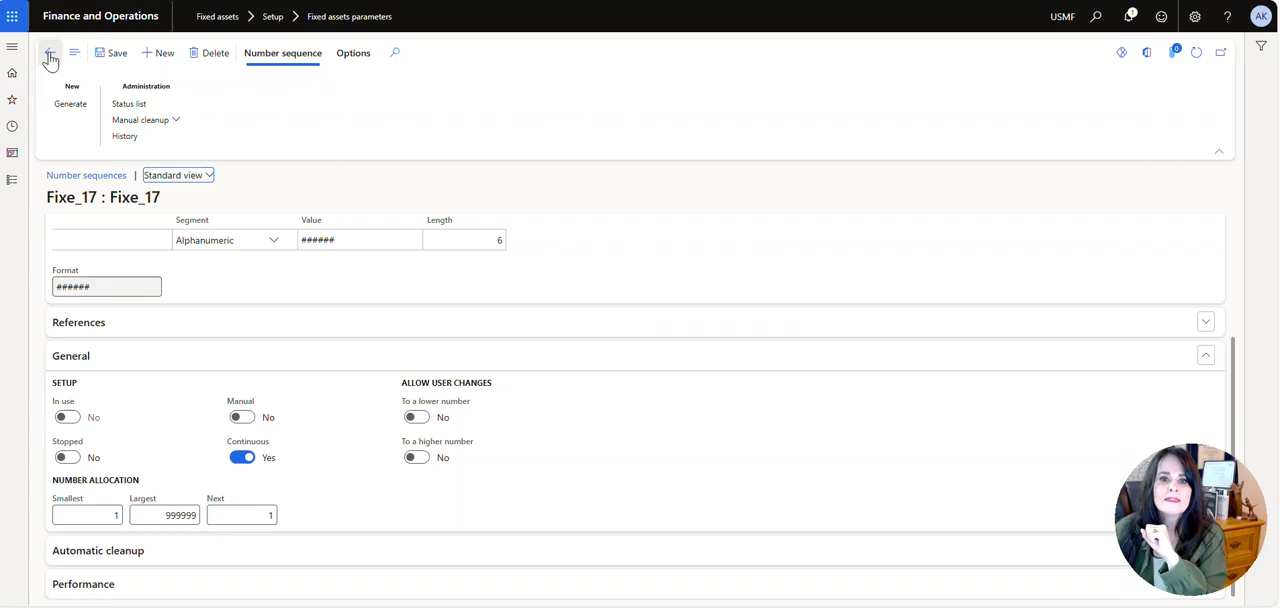 Finance and Operations
Fixed assets > Setup > Fixed assets parameters
USMF
1
?
AK
Save
New
Delete
Number sequence
Options
0
New
Administration
Generate
Status list
Manual cleanup
History
Number sequences | Standard view
Fixe_17 : Fixe_17
Segment Value Length
Alphanumeric ###### 6
Format
######
References
General
SETUP
ALLOW USER CHANGES
In use Manual To a lower number
No No No
Stopped Continuous To a higher number
No Yes No
NUMBER ALLOCATION
Smallest Largest Next
1 999999 1
Automatic cleanup
Performance